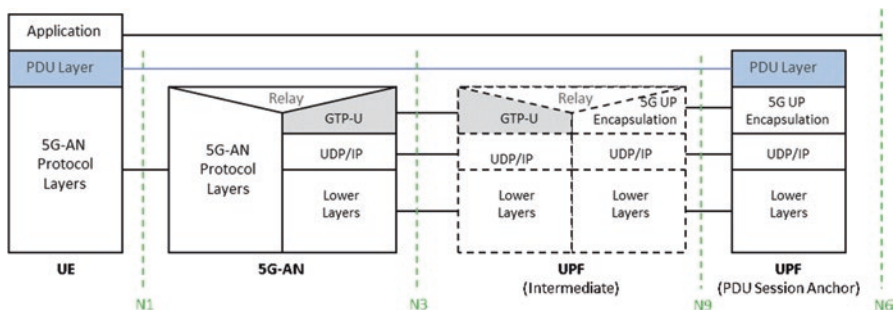 Application
PDU Layer
5G-AN
Protocol
Layers
UE
N1
Relay
5G-AN
Protocol
Layers
GTP-U
UDP/IP
Lower
Layers
5G-AN
N3
Relay
GTP-U
UDP/IP
Lower
Layers
5G UP
Encapsulation
UDP/IP
Lower
Layers
UPF
(Intermediate)
N9
PDU Layer
5G UP
Encapsulation
UDP/IP
Lower
Layers
UPF
(PDU Session Anchor)
N6